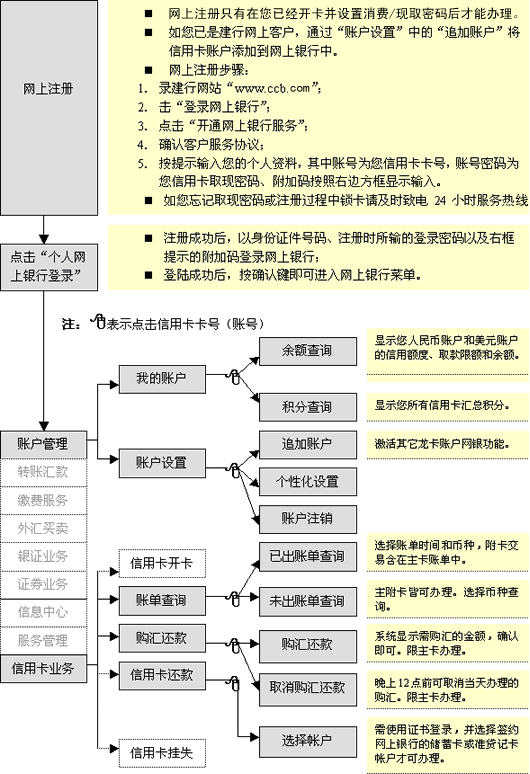 网上注册
■ 网上注册只有在您已经开卡并设置消费/现取密码后才能办理。
■ 如您已是建行网上客户，通过“账户设置”中的“追加账户”将
信用卡账户添加到网上银行中。
■ 网上注册步骤：
1. 录建行网站“www.ccb.com”；
2. 击“登录网上银行”；
3. 点击“开通网上银行服务”；
4. 确认客户服务协议；
5. 按提示输入您的个人资料，其中账号为您信用卡卡号，账号密码为
您信用卡取现密码、附加码按照右边方框显示输入。
■ 如您忘记取现密码或注册过程中锁卡请及时致电 24 小时服务热线
点击“个人网
上银行登录”
■ 注册成功后，以身份证件号码、注册时所输的登录密码以及右框
提示的附加码登录网上银行；
■ 登陆成功后，按确认键即可进入网上银行菜单。
注：表示点击信用卡卡号（账号）
账户管理
转账汇款
缴费服务
外汇买卖
银证业务
证券业务
信息中心
服务管理
信用卡业务
我的账户
账户设置
信用卡开卡
账单查询
购汇还款
信用卡还款
信用卡挂失
余额查询
积分查询
追加账户
个性化设置
账户注销
已出账单查询
未出账单查询
购汇还款
取消购汇还款
选择帐户
显示您人民币账户和美元账户
的信用额度、取款限额和余额。
显示您所有信用卡汇总积分。
激活其它龙卡账户网银功能。
选择账单时间和币种，附卡交
易含在主卡账单中。
主附卡皆可办理。选择币种查
询。
系统显示需购汇的金额，确认
即可。限主卡办理。
晚上12点前可取消当天办理的
购汇。限主卡办理。
需使用证书登录，并选择签约
网上银行的储蓄卡或准贷记卡
帐户才可办理。